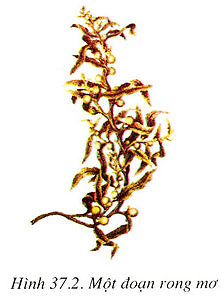 Hình 37.2. Một đoạn rong mơ